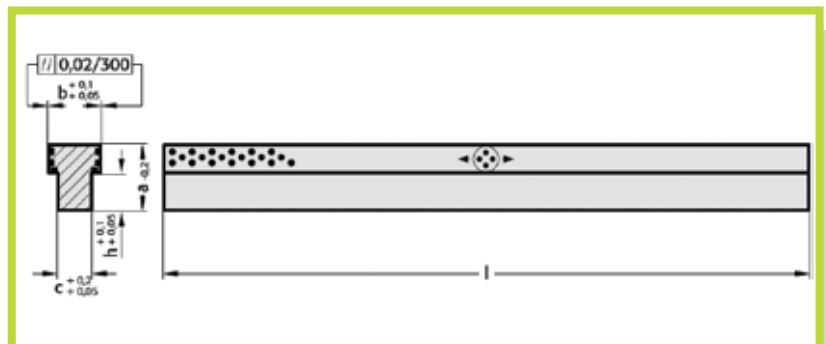 // 0,02/300
b +0,1 +0,05
a -0,2
h +0,1 +0,05
c +0,2 +0,05
l